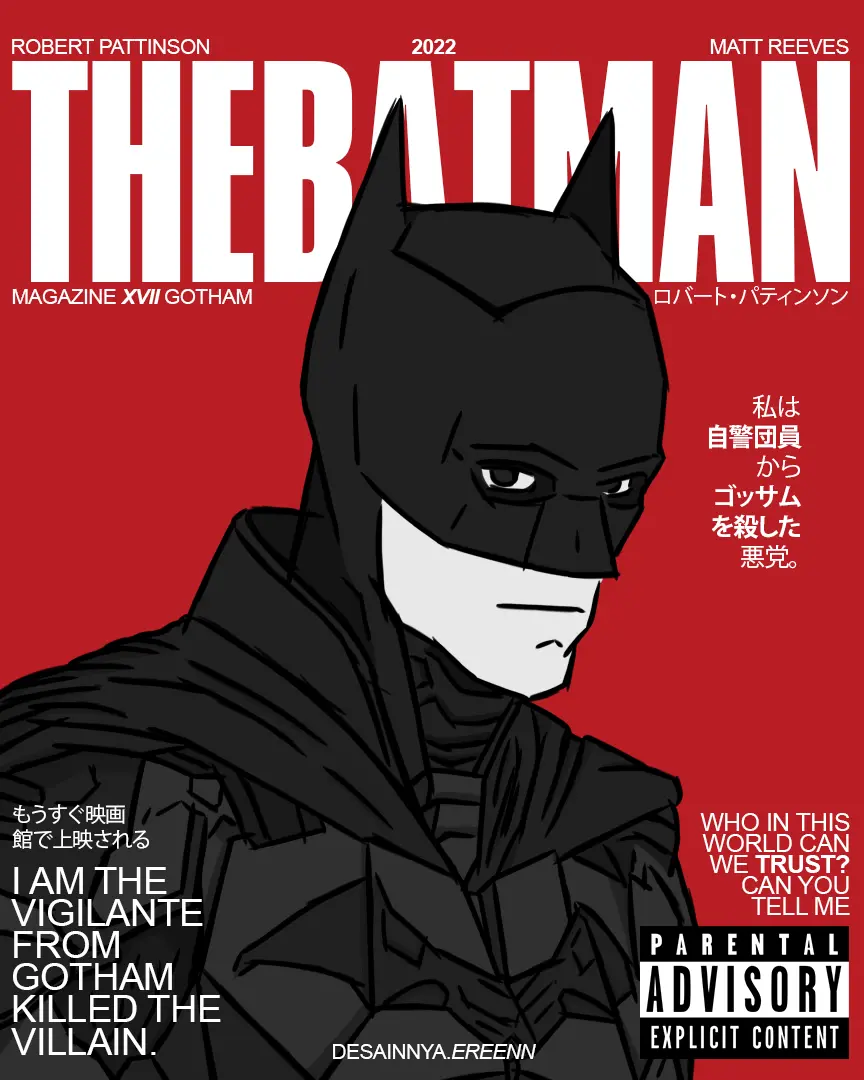 ROBERT PATTINSON
2022
MATT REEVES
THEBATMAN
MAGAZINE XVII GOTHAM
ロバート・パティンソン
私は
自警団員
から
ゴッサム
を殺した
悪党。
もうすぐ映画
館で上映される
I AM THE
VIGILANTE
FROM
GOTHAM
KILLED THE
VILLAIN.
WHO IN THIS
WORLD CAN
WE TRUST?
CAN YOU
TELL ME
PARENTAL
ADVISORY
EXPLICIT CONTENT
DESAINNYA.EREENN